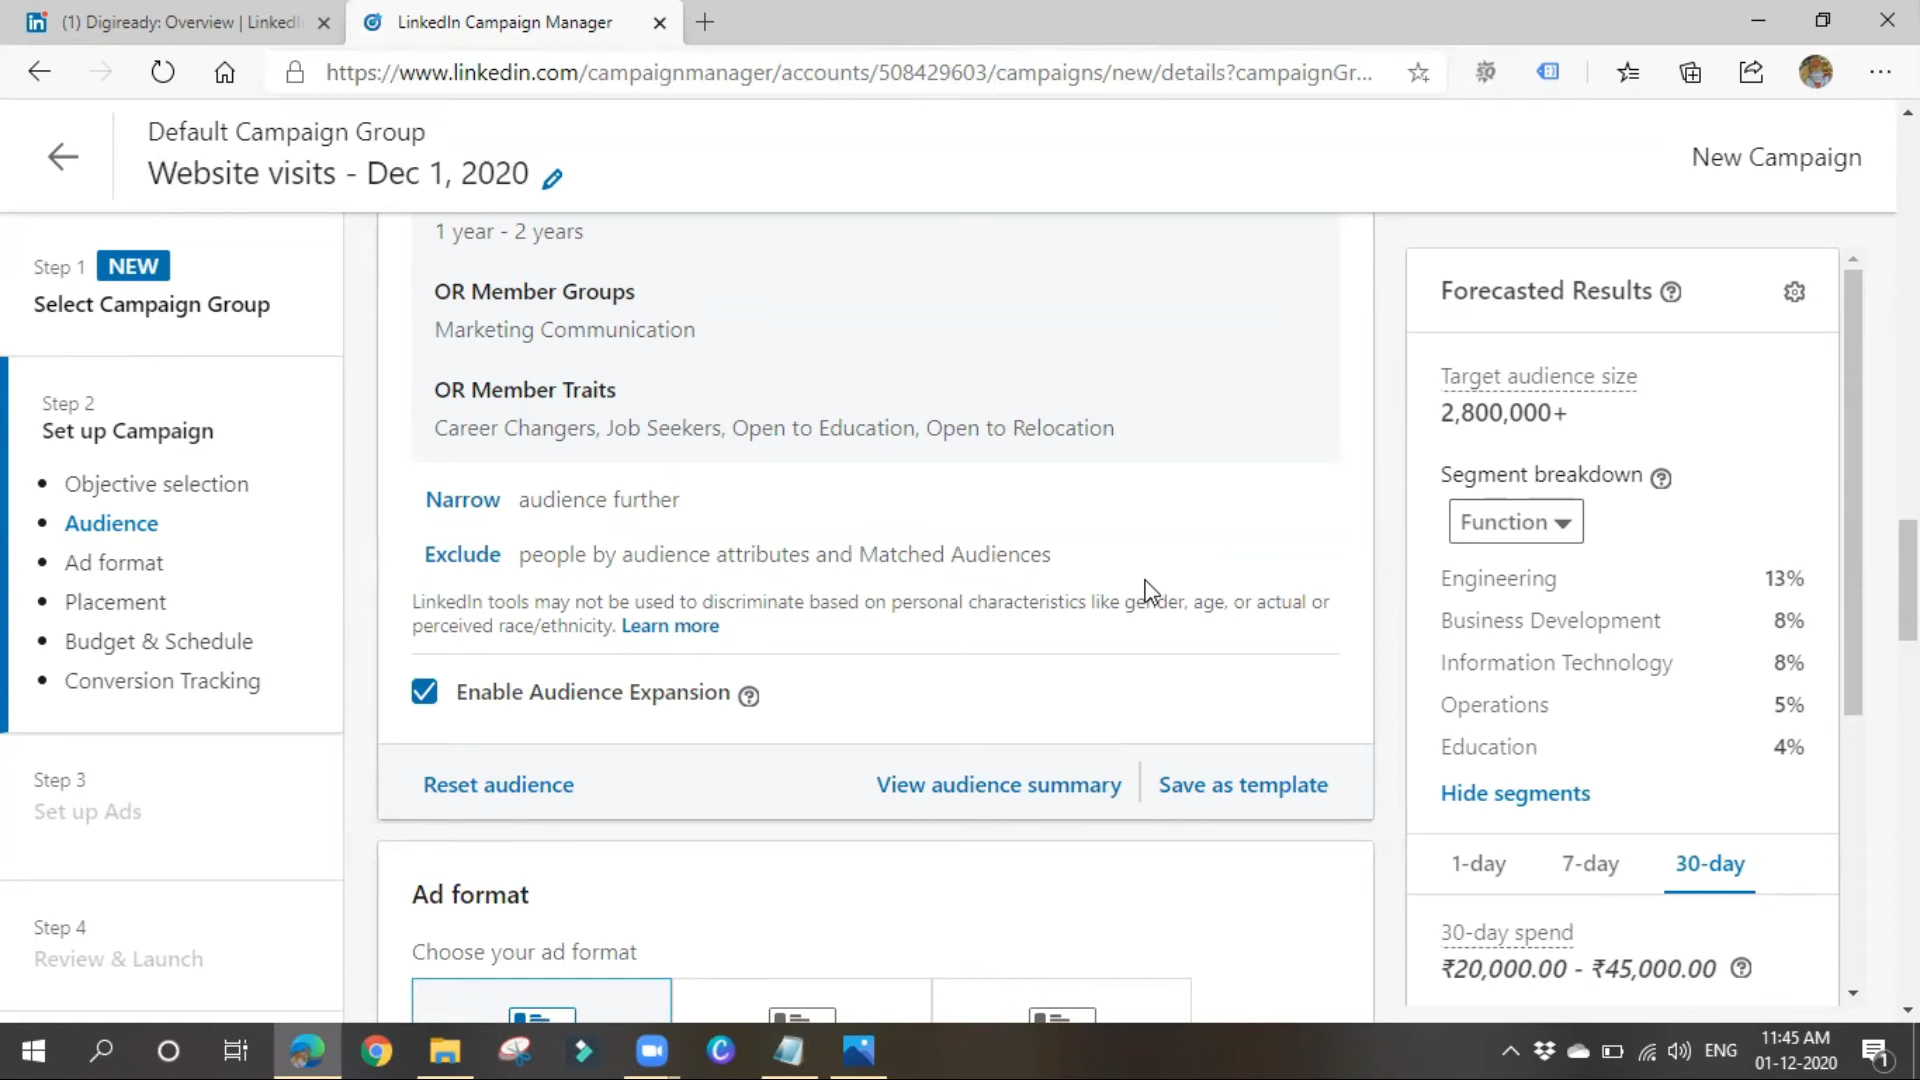 (1) Digiready: Overview | LinkedI
LinkedIn Campaign Manager
https://www.linkedin.com/campaignmanager/accounts/508429603/campaigns/new/details?campaignGr...
Default Campaign Group
Website visits - Dec 1, 2020
New Campaign
Step 1 NEW
Select Campaign Group
Step 2
Set up Campaign
Objective selection
Audience
Ad format
Placement
Budget & Schedule
Conversion Tracking
Step 3
Set up Ads
Step 4
Review & Launch
1 year - 2 years
OR Member Groups
Marketing Communication
OR Member Traits
Career Changers, Job Seekers, Open to Education, Open to Relocation
Narrow audience further
Exclude people by audience attributes and Matched Audiences
LinkedIn tools may not be used to discriminate based on personal characteristics like gender, age, or actual or
perceived race/ethnicity. Learn more
Enable Audience Expansion
Reset audience
View audience summary
Save as template
Ad format
Choose your ad format
Forecasted Results
Target audience size
2,800,000+
Segment breakdown
Function
Engineering 13%
Business Development 8%
Information Technology 8%
Operations 5%
Education 4%
Hide segments
1-day 7-day 30-day
30-day spend
₹20,000.00 - ₹45,000.00
ENG
11:45 AM
01-12-2020
1